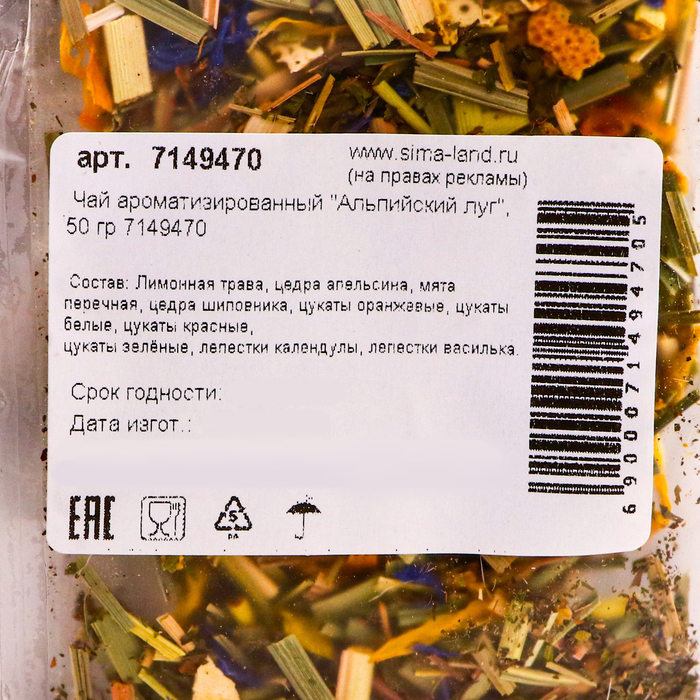 арт. 7149470
www.sima-land.ru
(на правах рекламы)
Чай ароматизированный "Альпийский луг",
50 гр 7149470
Состав: Лимонная трава, цедра апельсина, мята
перечная, цедра шиповника, цукаты оранжевые, цукаты
белые, цукаты красные,
цукаты зелёные, лепестки календулы, лепестки василька.
Срок годности:
Дата изгот.:
EAC
5
6900071494705